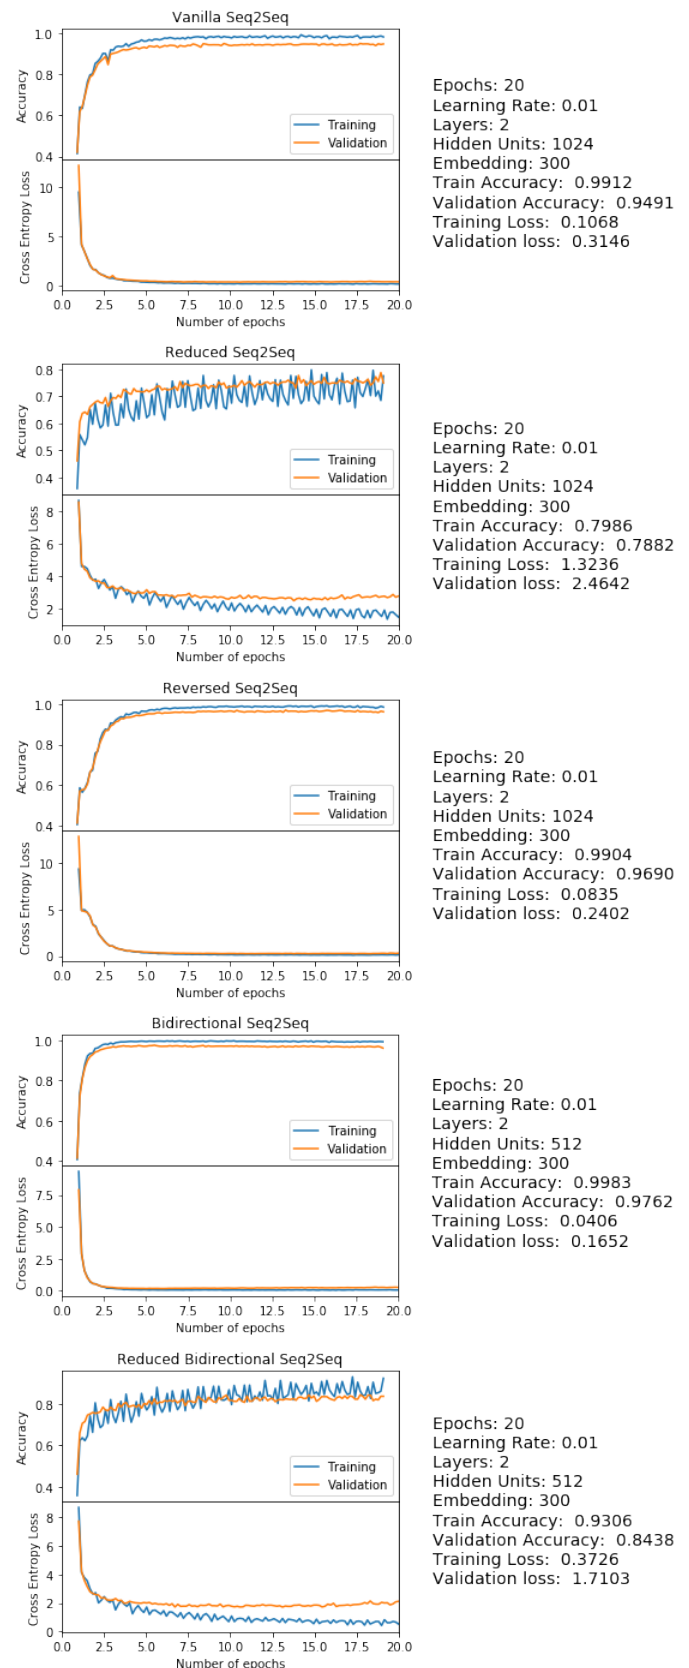 Vanilla Seq2Seq
1.0
0.8
0.6
0.4
Accuracy
Training
Validation
10
5
0
Cross Entropy Loss
0.0 2.5 5.0 7.5 10.0 12.5 15.0 17.5 20.0
Number of epochs
Epochs: 20
Learning Rate: 0.01
Layers: 2
Hidden Units: 1024
Embedding: 300
Train Accuracy: 0.9912
Validation Accuracy: 0.9491
Training Loss: 0.1068
Validation loss: 0.3146
Reduced Seq2Seq
0.8
0.7
0.6
0.5
0.4
Accuracy
Training
Validation
8
6
4
2
Cross Entropy Loss
0.0 2.5 5.0 7.5 10.0 12.5 15.0 17.5 20.0
Number of epochs
Epochs: 20
Learning Rate: 0.01
Layers: 2
Hidden Units: 1024
Embedding: 300
Train Accuracy: 0.7986
Validation Accuracy: 0.7882
Training Loss: 1.3236
Validation loss: 2.4642
Reversed Seq2Seq
1.0
0.8
0.6
0.4
Accuracy
Training
Validation
10
5
0
Cross Entropy Loss
0.0 2.5 5.0 7.5 10.0 12.5 15.0 17.5 20.0
Number of epochs
Epochs: 20
Learning Rate: 0.01
Layers: 2
Hidden Units: 1024
Embedding: 300
Train Accuracy: 0.9904
Validation Accuracy: 0.9690
Training Loss: 0.0835
Validation loss: 0.2402
Bidirectional Seq2Seq
1.0
0.8
0.6
0.4
Accuracy
Training
Validation
7.5
5.0
2.5
0.0
Cross Entropy Loss
0.0 2.5 5.0 7.5 10.0 12.5 15.0 17.5 20.0
Number of epochs
Epochs: 20
Learning Rate: 0.01
Layers: 2
Hidden Units: 512
Embedding: 300
Train Accuracy: 0.9983
Validation Accuracy: 0.9762
Training Loss: 0.0406
Validation loss: 0.1652
Reduced Bidirectional Seq2Seq
0.8
0.6
0.4
Accuracy
Training
Validation
8
6
4
2
0
Cross Entropy Loss
0.0 2.5 5.0 7.5 10.0 12.5 15.0 17.5 20.0
Number of epochs
Epochs: 20
Learning Rate: 0.01
Layers: 2
Hidden Units: 512
Embedding: 300
Train Accuracy: 0.9306
Validation Accuracy: 0.8438
Training Loss: 0.3726
Validation loss: 1.7103